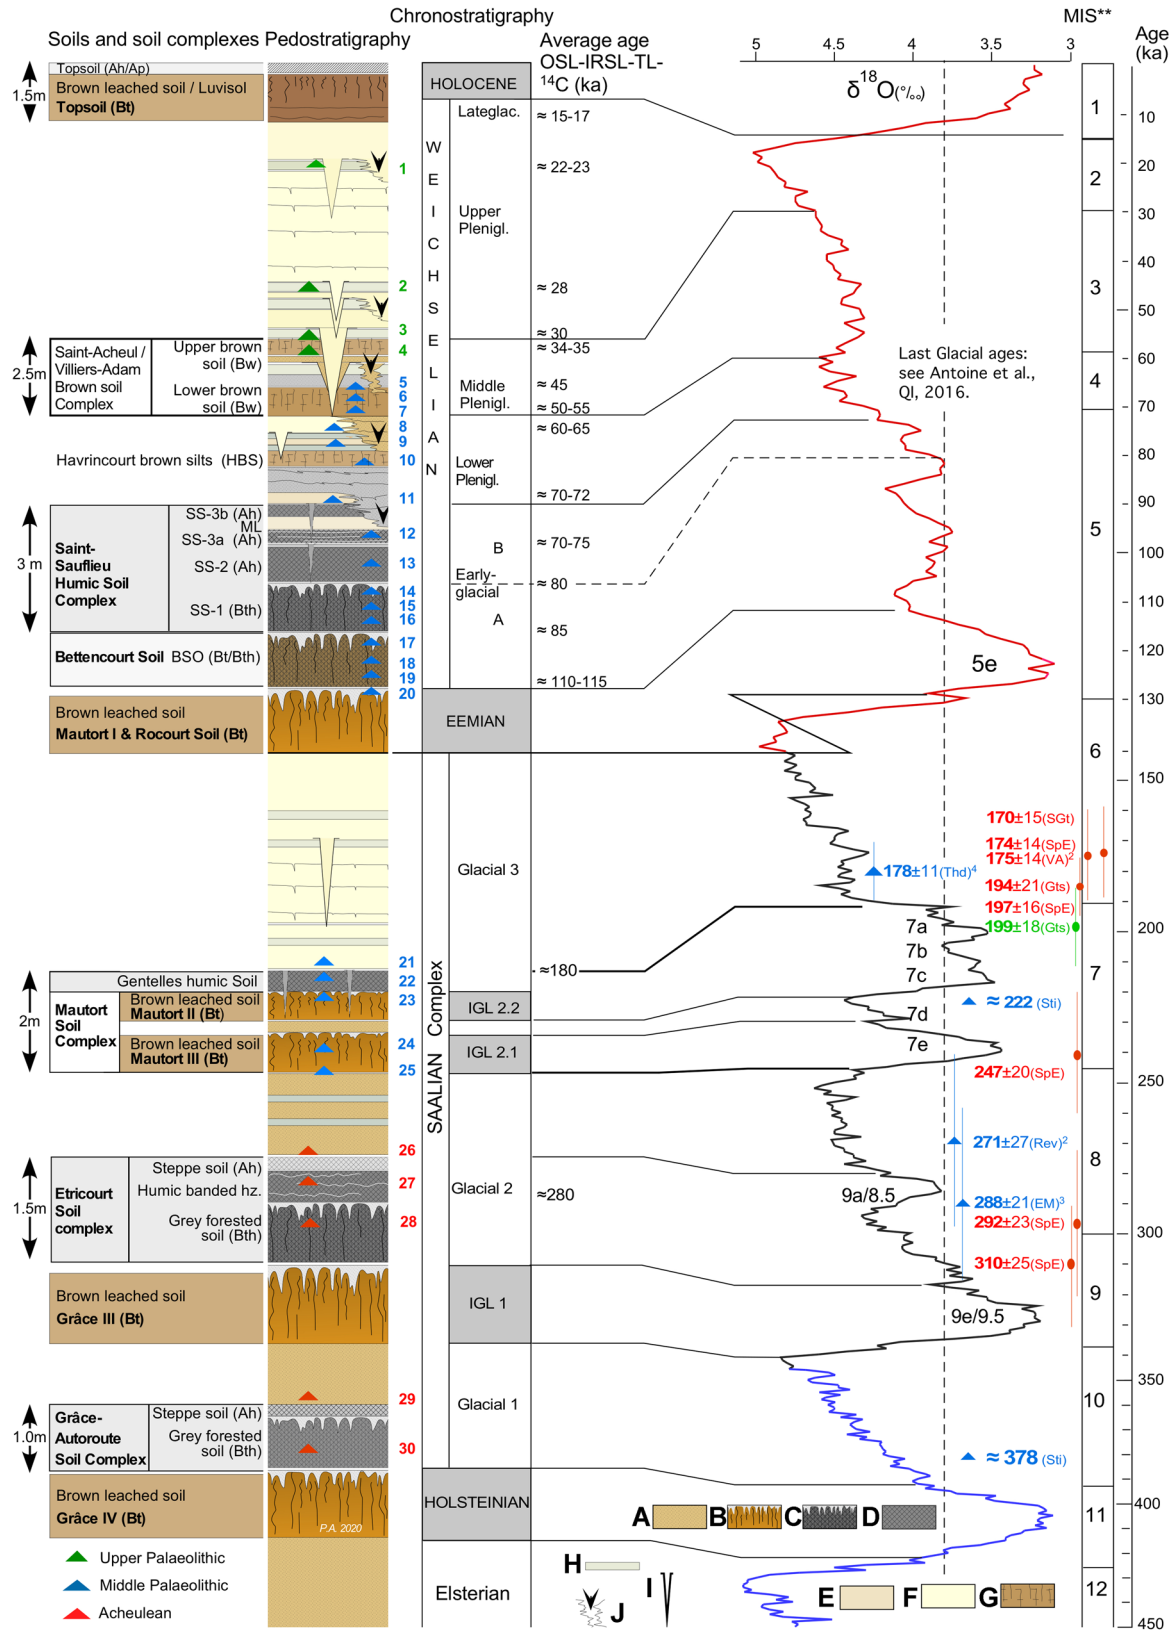 Chronostratigraphy
MIS**
Soils and soil complexes
Pedostratigraphy
Average age
OSL-IRSL-TL-
¹⁴C (ka)
Age
(ka)
5
4.5
4
3.5
3
δ¹⁸O(°/₀₀)
Topsoil (Ah/Ap)
Brown leached soil / Luvisol
Topsoil (Bt)
1.5m
HOLOCENE
WEICHSELIAN
Lateglac.
≈ 15-17
≈ 22-23
Upper
Plenigl.
≈ 28
≈ 30
≈ 34-35
Middle
Plenigl.
≈ 45
≈ 50-55
≈ 60-65
Lower
Plenigl.
≈ 70-72
B
≈ 70-75
Early-
glacial
≈ 80
A
≈ 85
≈ 110-115
EEMIAN
2.5m
Saint-Acheul /
Villiers-Adam
Brown soil
Complex
Upper brown
soil (Bw)
Lower brown
soil (Bw)
Havrincourt brown silts (HBS)
3 m
Saint-
Sauflieu
Humic Soil
Complex
SS-3b (Ah)
ML
SS-3a (Ah)
SS-2 (Ah)
SS-1 (Bth)
Bettencourt Soil
BSO (Bt/Bth)
Brown leached soil
Mautort I & Rocourt Soil (Bt)
1
2
3
4
5
6
7
8
9
10
11
12
13
14
15
16
17
18
19
20
21
22
23
24
25
26
27
28
29
30
SAALIAN Complex
Glacial 3
≈180
IGL 2.2
IGL 2.1
Glacial 2
≈280
IGL 1
Glacial 1
HOLSTEINIAN
Elsterian
Gentelles humic Soil
2m
Mautort
Soil
Complex
Brown leached soil
Mautort II (Bt)
Brown leached soil
Mautort III (Bt)
1.5m
Etricourt
Soil
complex
Steppe soil (Ah)
Humic banded hz.
Grey forested
soil (Bth)
Brown leached soil
Grâce III (Bt)
1.0m
Grâce-
Autoroute
Soil Complex
Steppe soil (Ah)
Grey forested
soil (Bth)
Brown leached soil
Grâce IV (Bt)
P.A. 2020
Upper Palaeolithic
Middle Palaeolithic
Acheulean
Last Glacial ages:
see Antoine et al.,
QI, 2016.
5e
170±15(SGt)
174±14(SpE)
175±14(VA)²
178±11(Thd)⁴
194±21(Gts)
197±16(SpE)
199±18(Gts)
7a
7b
7c
≈ 222 (Sti)
7d
7e
247±20(SpE)
271±27(Rev)²
9a/8.5
288±21(EM)³
292±23(SpE)
310±25(SpE)
9e/9.5
≈ 378 (Sti)
A
B
C
D
H
I
J
E
F
G
1
2
3
4
5
6
7
8
9
10
11
12
10
20
30
40
50
60
70
80
90
100
110
120
130
150
200
250
300
350
400
450